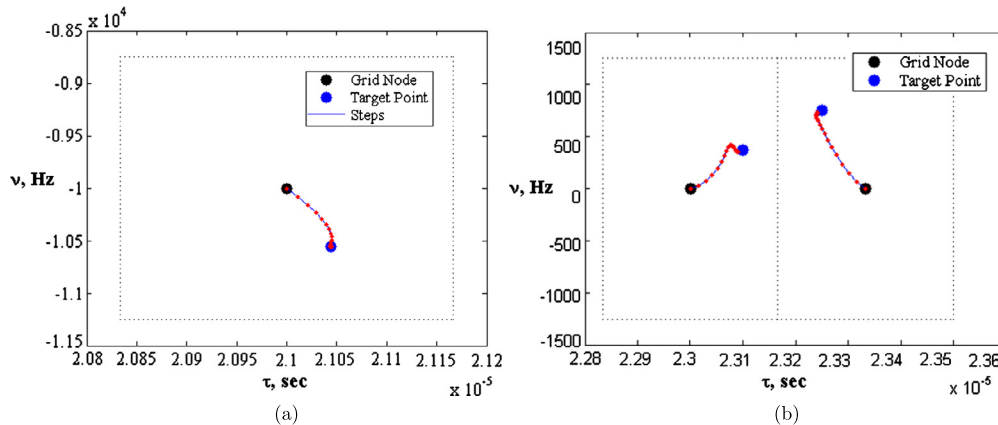 x 10^4
-0.85
-0.9
-0.95
-1
-1.05
-1.1
-1.15
ν, Hz
Grid Node
Target Point
Steps
2.08 2.085 2.09 2.095 2.1 2.105 2.11 2.115 2.12
τ, sec
x 10^-5
(a)
1500
1000
500
0
-500
-1000
-1500
ν, Hz
Grid Node
Target Point
2.28 2.29 2.3 2.31 2.32 2.33 2.34 2.35 2.36
τ, sec
x 10^-5
(b)